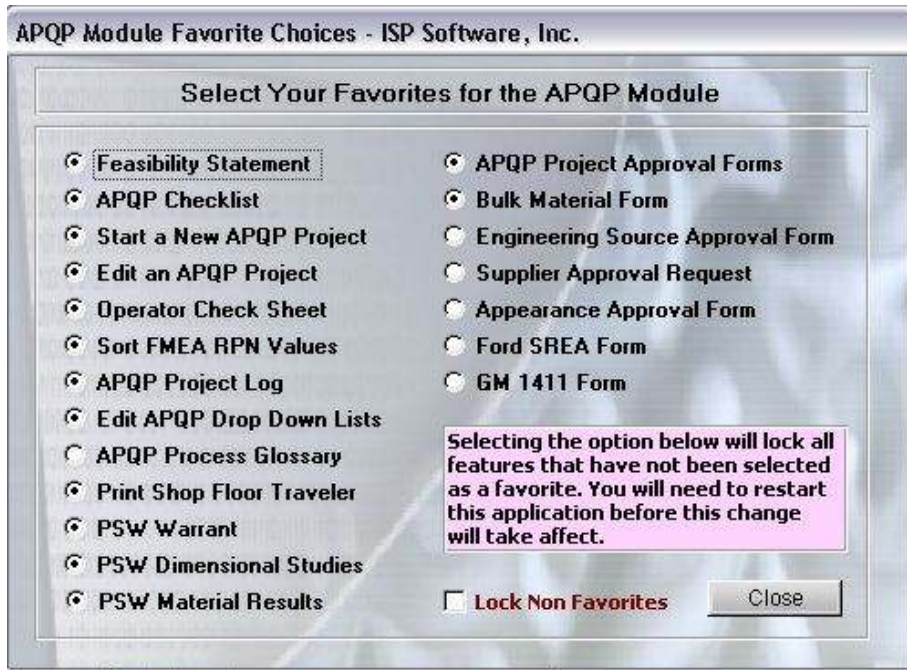 APQP Module Favorite Choices - ISP Software, Inc.
Select Your Favorites for the APQP Module
Feasibility Statement
APQP Checklist
Start a New APQP Project
Edit an APQP Project
Operator Check Sheet
Sort FMEA RPN Values
APQP Project Log
Edit APQP Drop Down Lists
APQP Process Glossary
Print Shop Floor Traveler
PSW Warrant
PSW Dimensional Studies
PSW Material Results
APQP Project Approval Forms
Bulk Material Form
Engineering Source Approval Form
Supplier Approval Request
Appearance Approval Form
Ford SREA Form
GM 1411 Form
Selecting the option below will lock all
features that have not been selected
as a favorite. You will need to restart
this application before this change
will take affect.
Lock Non Favorites
Close